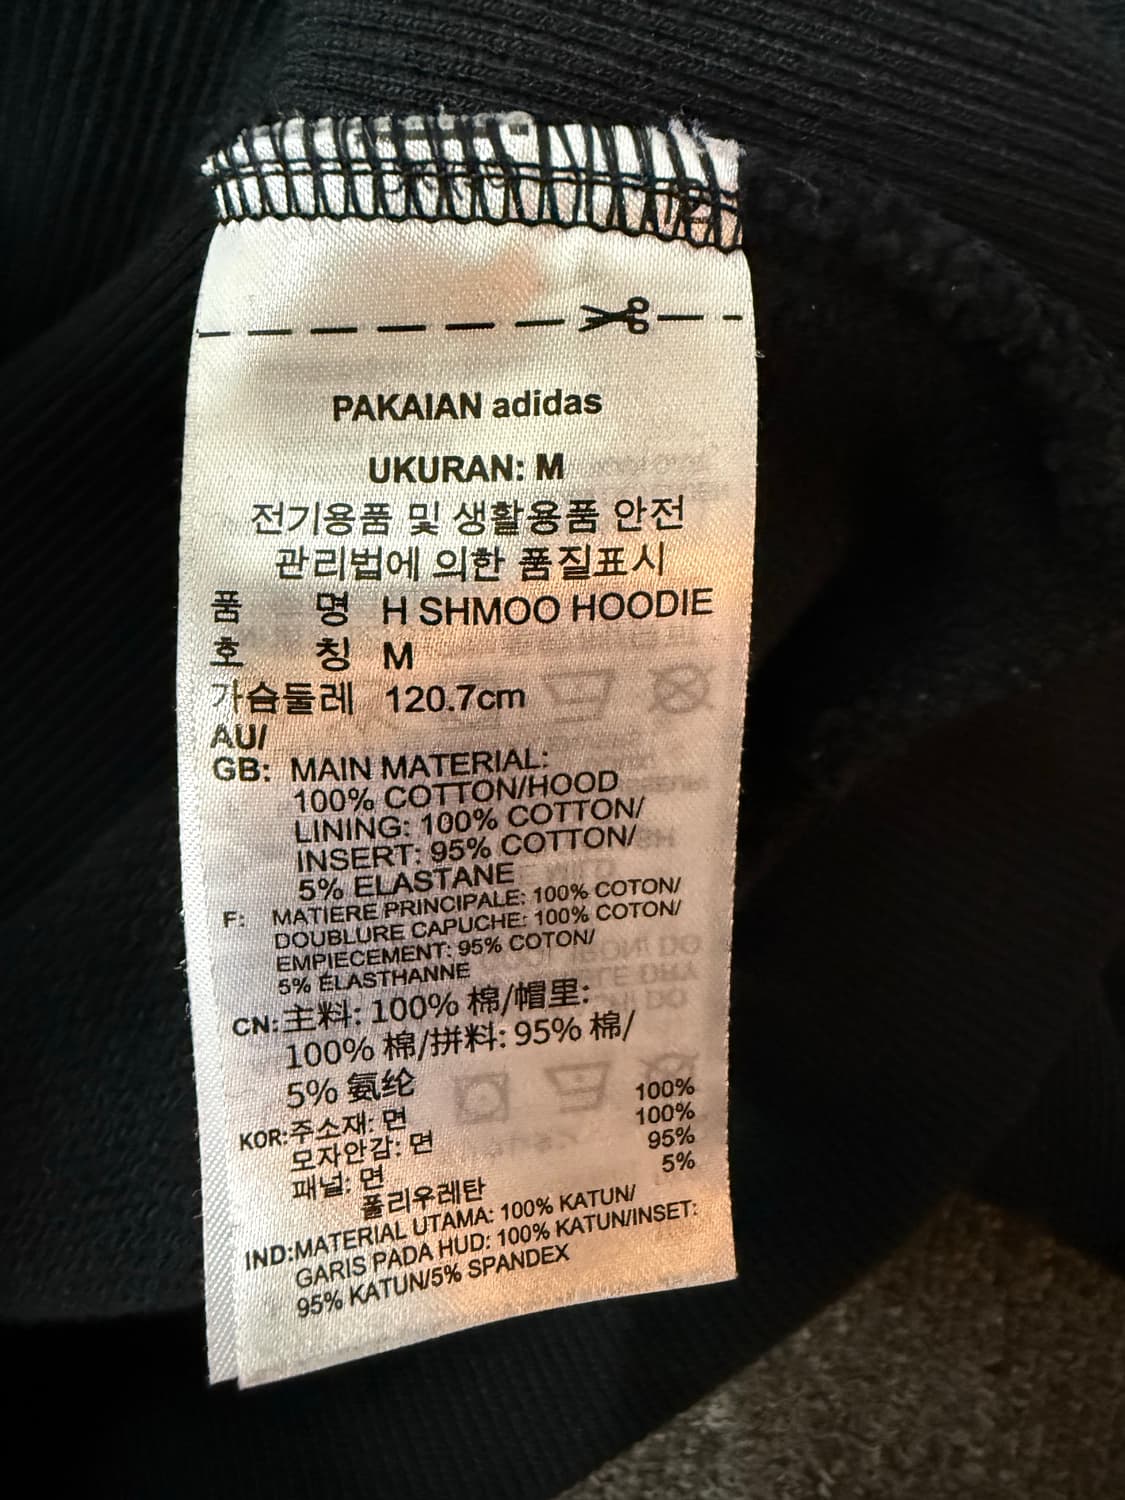 PAKAIAN adidas
UKURAN: M
전기용품 및 생활용품 안전
관리법에 의한 품질표시
품 명 H SHMOO HOODIE
호 칭 M
가슴둘레 120.7cm
AU/
GB: MAIN MATERIAL:
100% COTTON/HOOD
LINING: 100% COTTON/
INSERT: 95% COTTON/
5% ELASTANE
F: MATIERE PRINCIPALE: 100% COTON/
DOUBLURE CAPUCHE: 100% COTON/
EMPIECEMENT: 95% COTON/
5% ÉLASTHANNE
CN: 主料: 100% 棉/帽里:
100% 棉/拼料: 95% 棉/
5% 氨纶
KOR: 주소재: 면 100%
모자안감: 면 100%
패널: 면 95%
폴리우레탄 5%
IND: MATERIAL UTAMA: 100% KATUN/
GARIS PADA HUD: 100% KATUN/INSET:
95% KATUN/5% SPANDEX